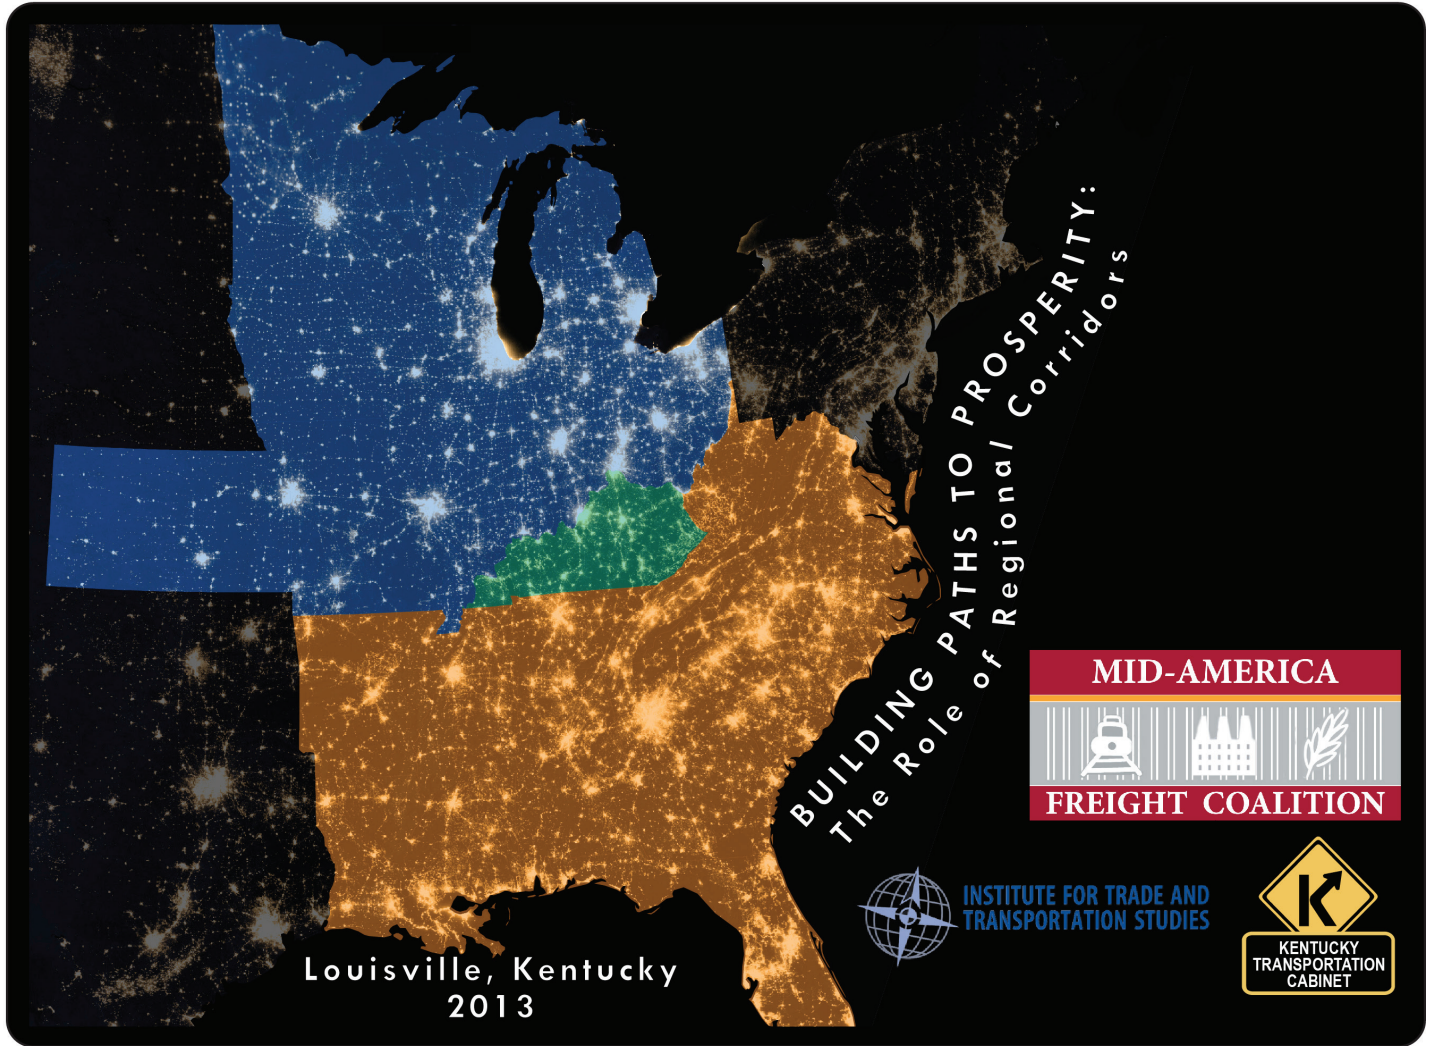 BUILDING PATHS TO PROSPERITY:
The Role of Regional Corridors
MID-AMERICA
FREIGHT COALITION
INSTITUTE FOR TRADE AND
TRANSPORTATION STUDIES
K
KENTUCKY
TRANSPORTATION
CABINET
Louisville, Kentucky
2013